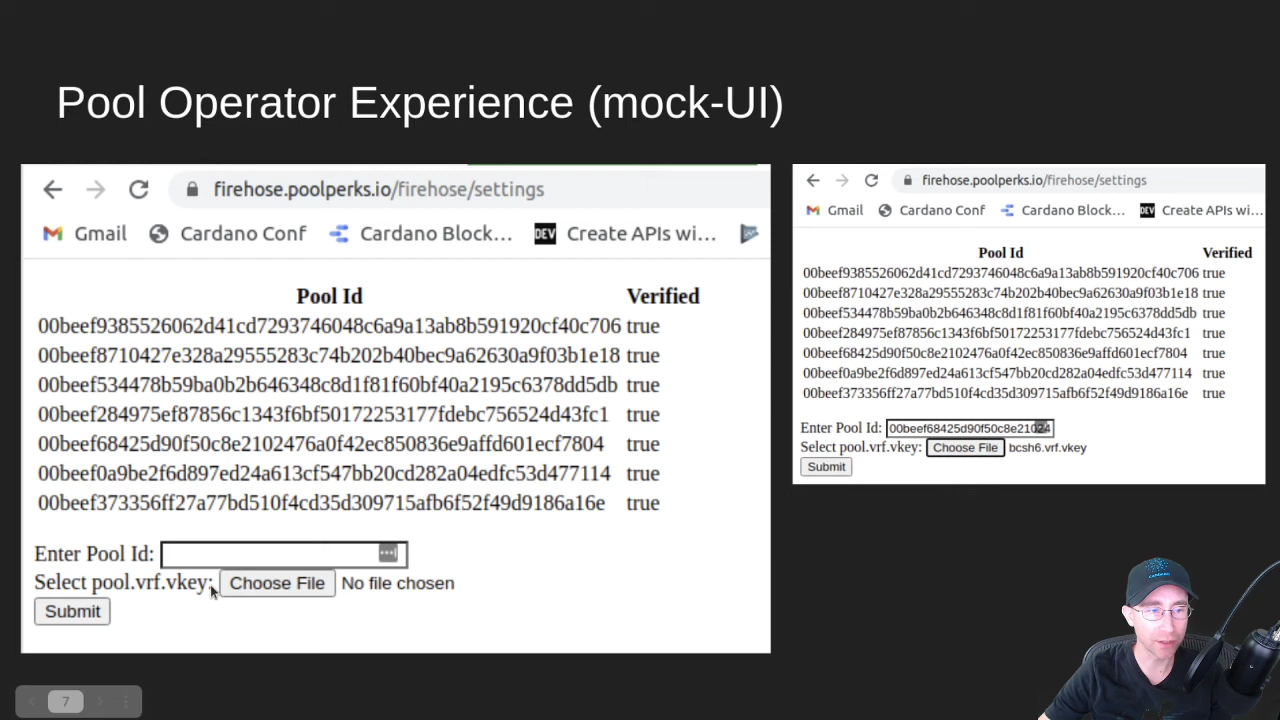 Pool Operator Experience (mock-UI)
firehose.poolperks.io/firehose/settings
Gmail Cardano Conf Cardano Block... DEV Create APIs wi...
Pool Id Verified
00beef9385526062d41cd7293746048c6a9a13ab8b591920cf40c706 true
00beef8710427e328a29555283c74b202b40bec9a62630a9f03b1e18 true
00beef534478b59ba0b2b646348c8d1f81f60bf40a2195c6378dd5db true
00beef284975ef87856c1343f6bf50172253177fdebc756524d43fc1 true
00beef68425d90f50c8e2102476a0f42ec850836e9affd601ecf7804 true
00beef0a9be2f6d897ed24a613cf547bb20cd282a04edfc53d477114 true
00beef373356ff27a77bd510f4cd35d309715afb6f52f49d9186a16e true
Enter Pool Id:
Select pool.vrf.vkey: Choose File No file chosen
Submit
firehose.poolperks.io/firehose/settings
Gmail Cardano Conf Cardano Block... DEV Create APIs wi...
Pool Id Verified
00beef9385526062d41cd7293746048c6a9a13ab8b591920cf40c706 true
00beef8710427e328a29555283c74b202b40bec9a62630a9f03b1e18 true
00beef534478b59ba0b2b646348c8d1f81f60bf40a2195c6378dd5db true
00beef284975ef87856c1343f6bf50172253177fdebc756524d43fc1 true
00beef68425d90f50c8e2102476a0f42ec850836e9affd601ecf7804 true
00beef0a9be2f6d897ed24a613cf547bb20cd282a04edfc53d477114 true
00beef373356ff27a77bd510f4cd35d309715afb6f52f49d9186a16e true
Enter Pool Id: 00beef68425d90f50c8e21024
Select pool.vrf.vkey: Choose File bcsh6.vrf.vkey
Submit
7